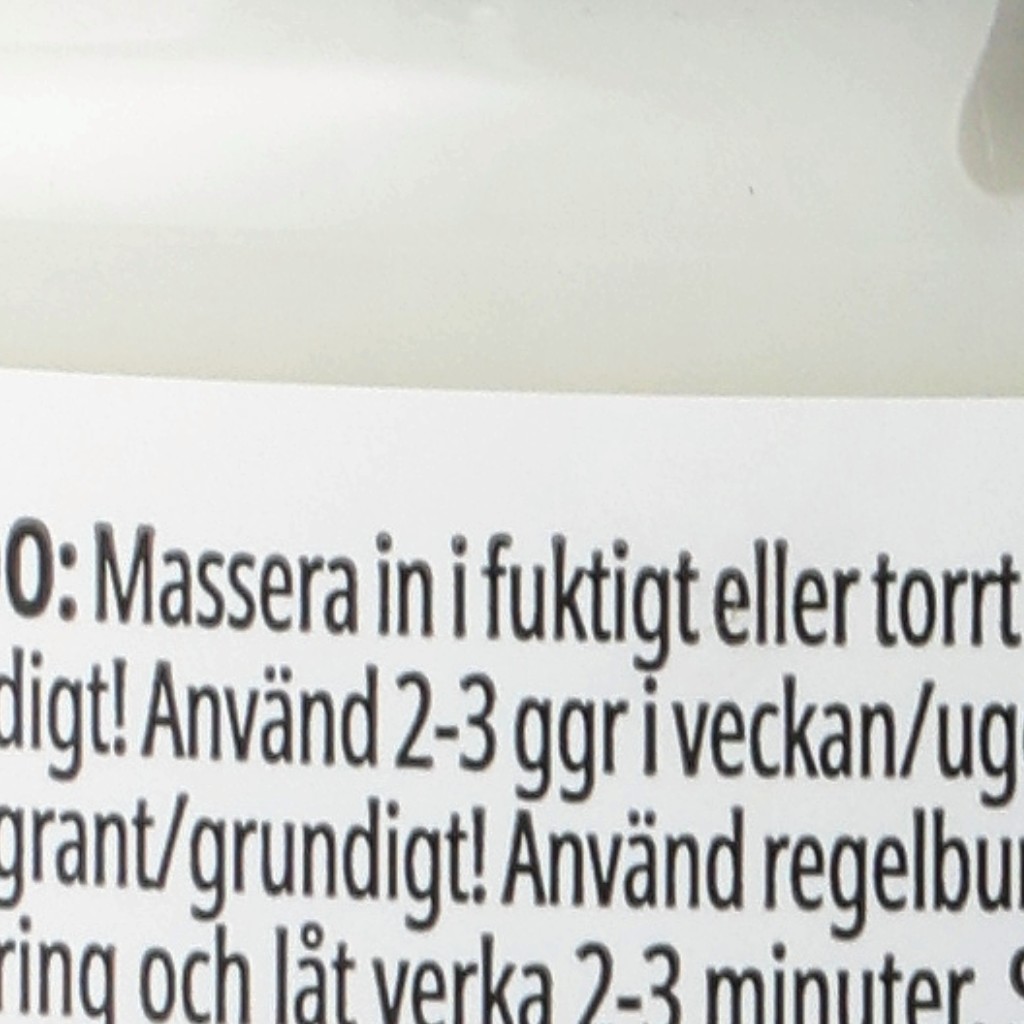 O: Massera in i fuktigt eller torrt
digt! Använd 2-3 ggr i veckan/ug
grant/grundigt! Använd regelbu
ring och låt verka 2-3 minuter.